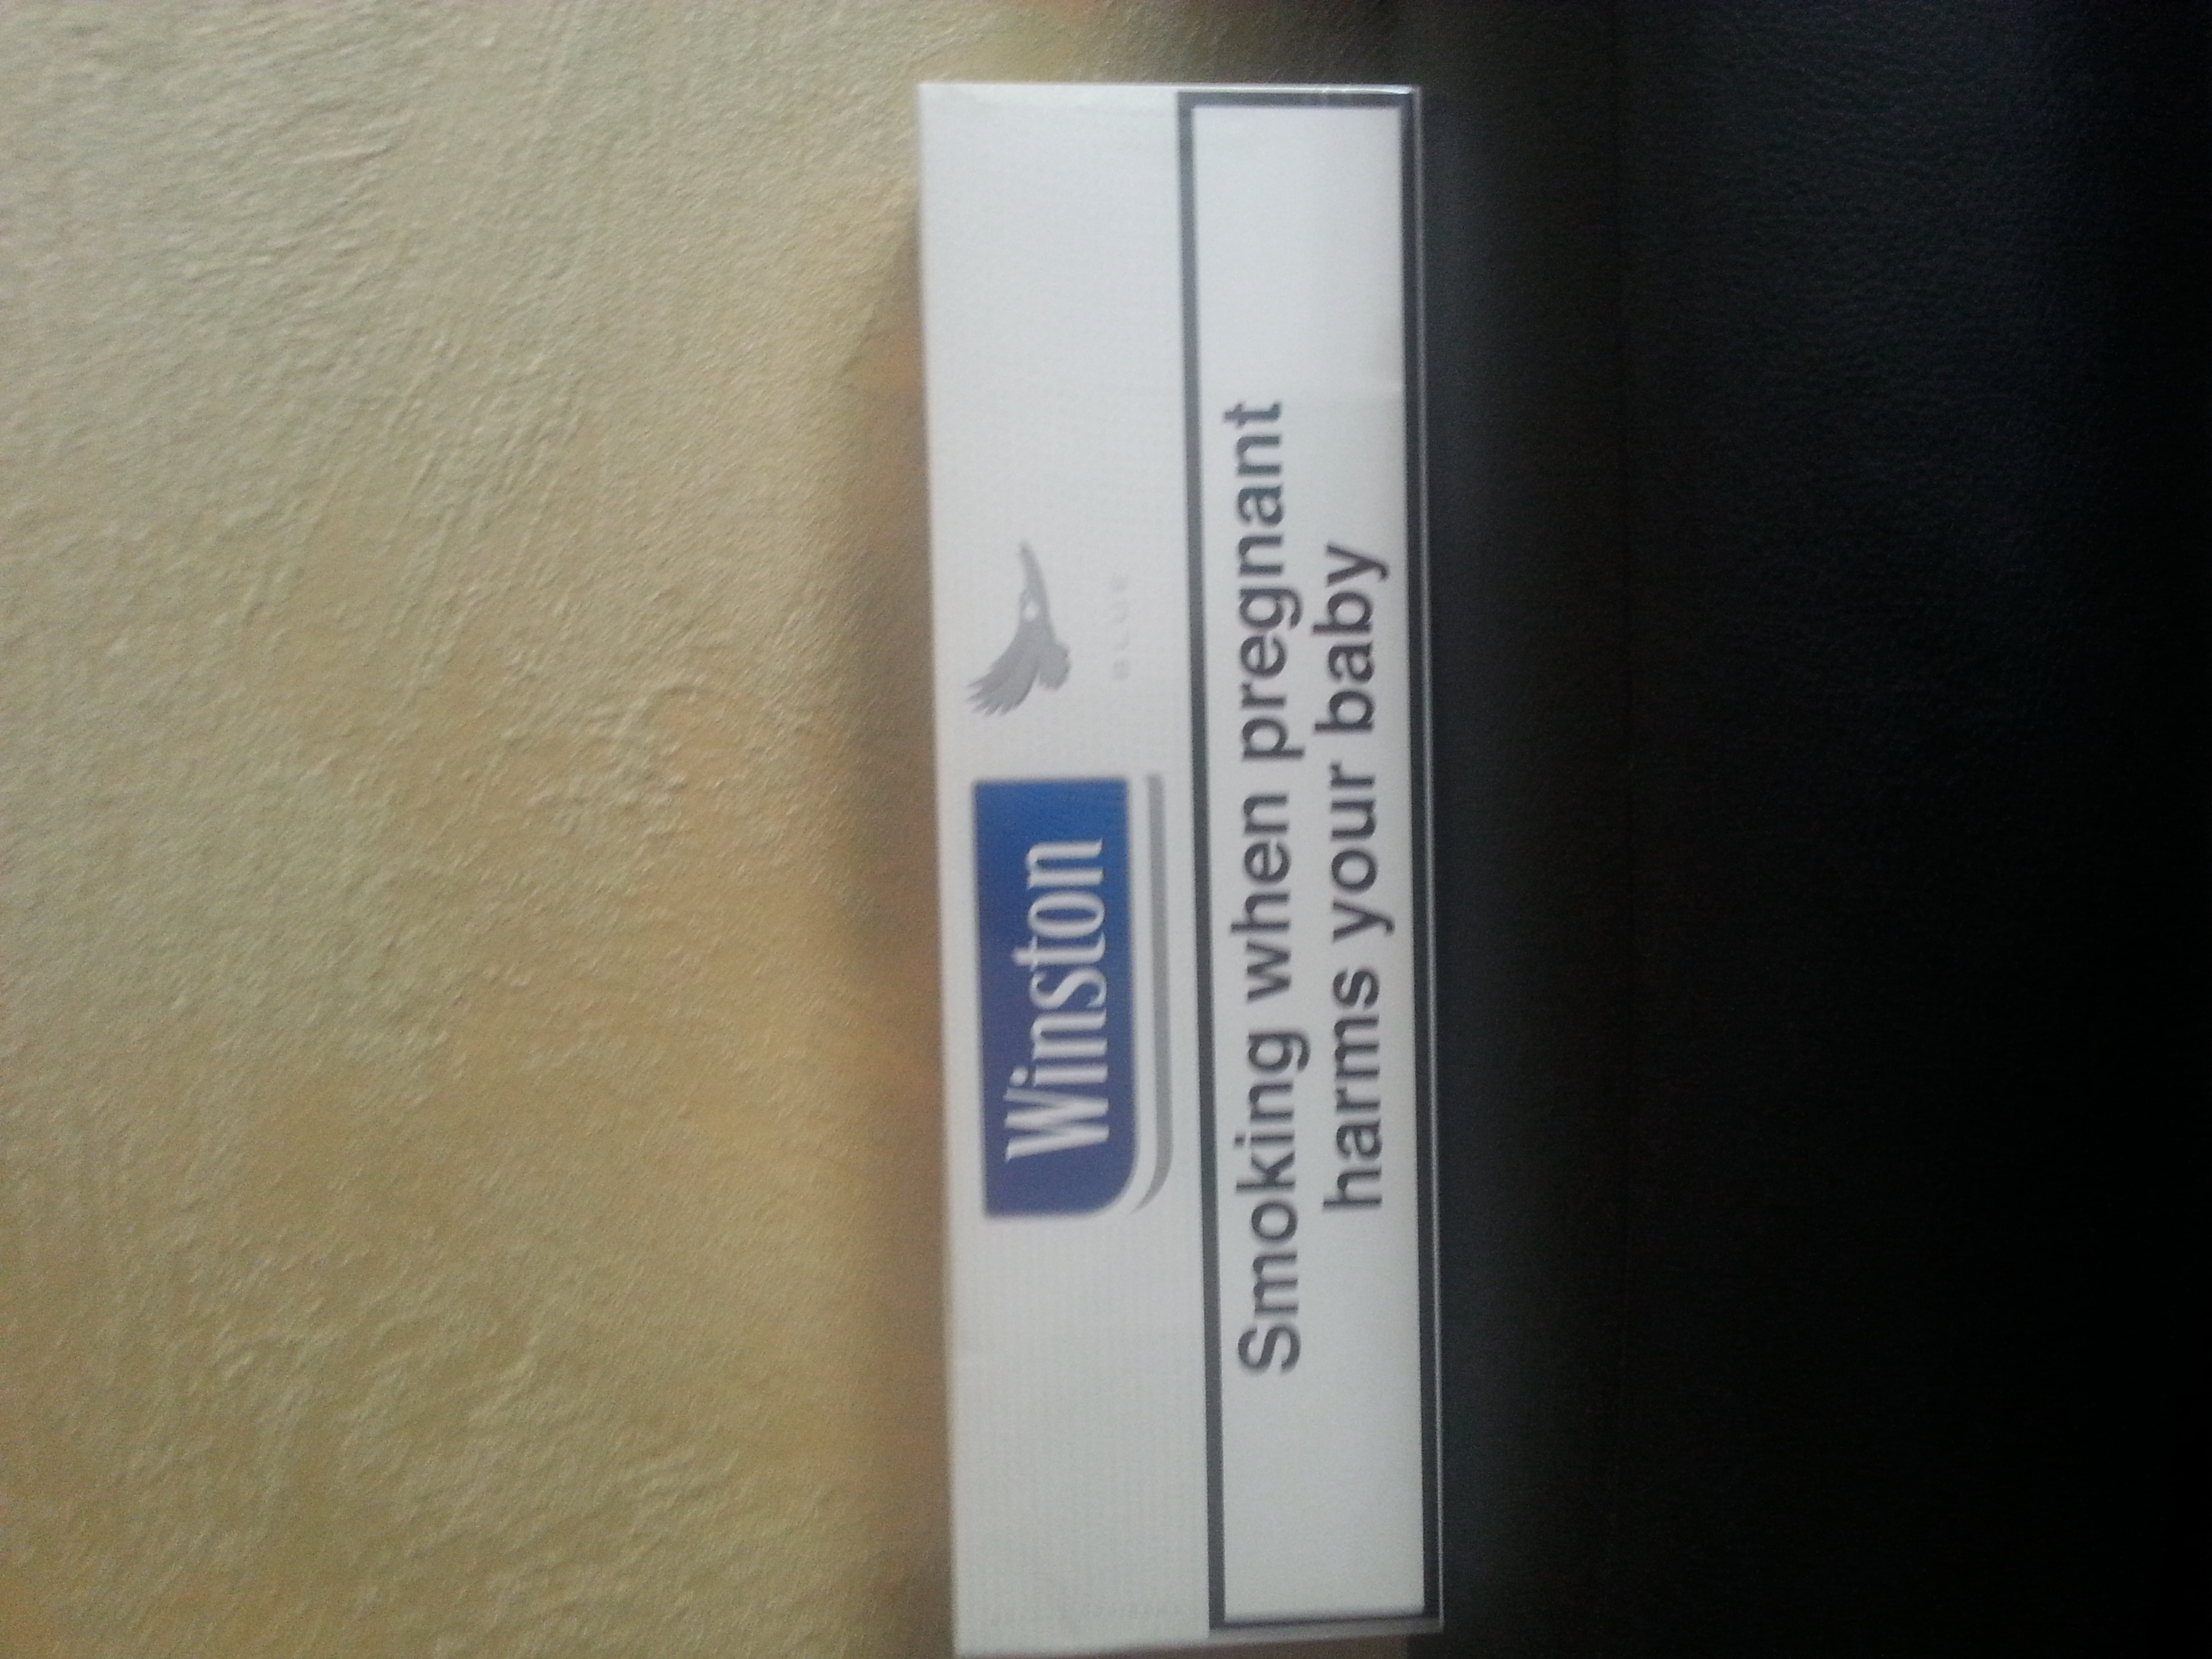 Winston
BLUE
Smoking when pregnant
harms your baby